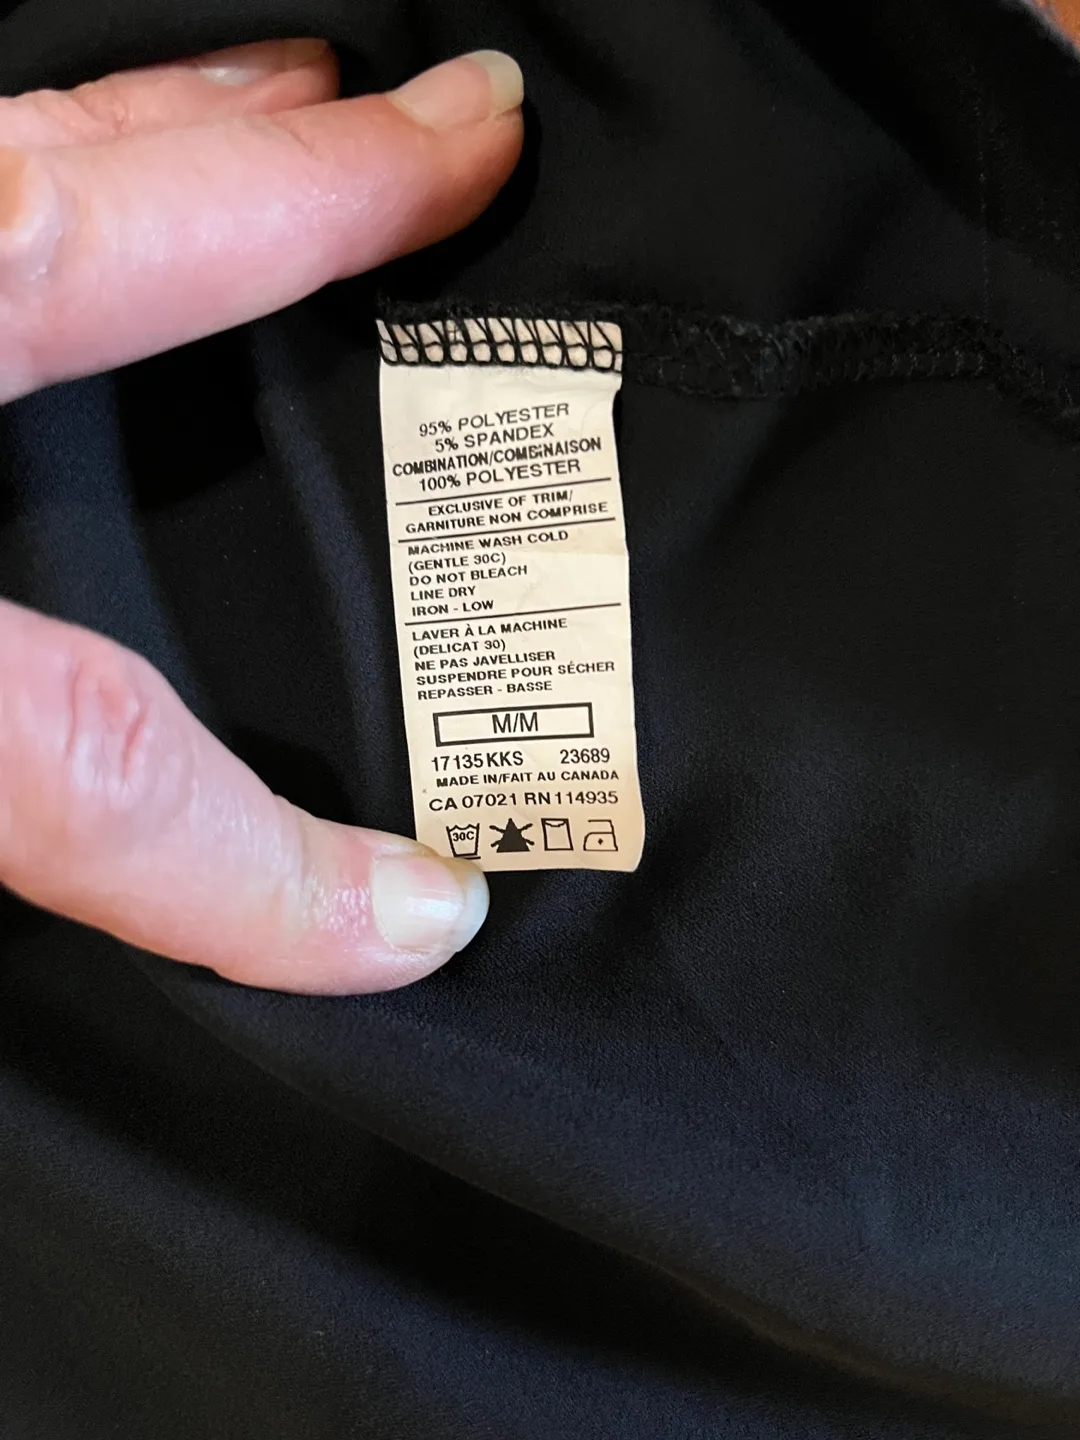 95% POLYESTER
5% SPANDEX
COMBINATION/COMBINAISON
100% POLYESTER
EXCLUSIVE OF TRIM/
GARNITURE NON COMPRISE
MACHINE WASH COLD
(GENTLE 30C)
DO NOT BLEACH
LINE DRY
IRON - LOW
LAVER À LA MACHINE
(DELICAT 30)
NE PAS JAVELLISER
SUSPENDRE POUR SÉCHER
REPASSER - BASSE
M/M
17135KKS 23689
MADE IN/FAIT AU CANADA
CA 07021 RN 114935
30C